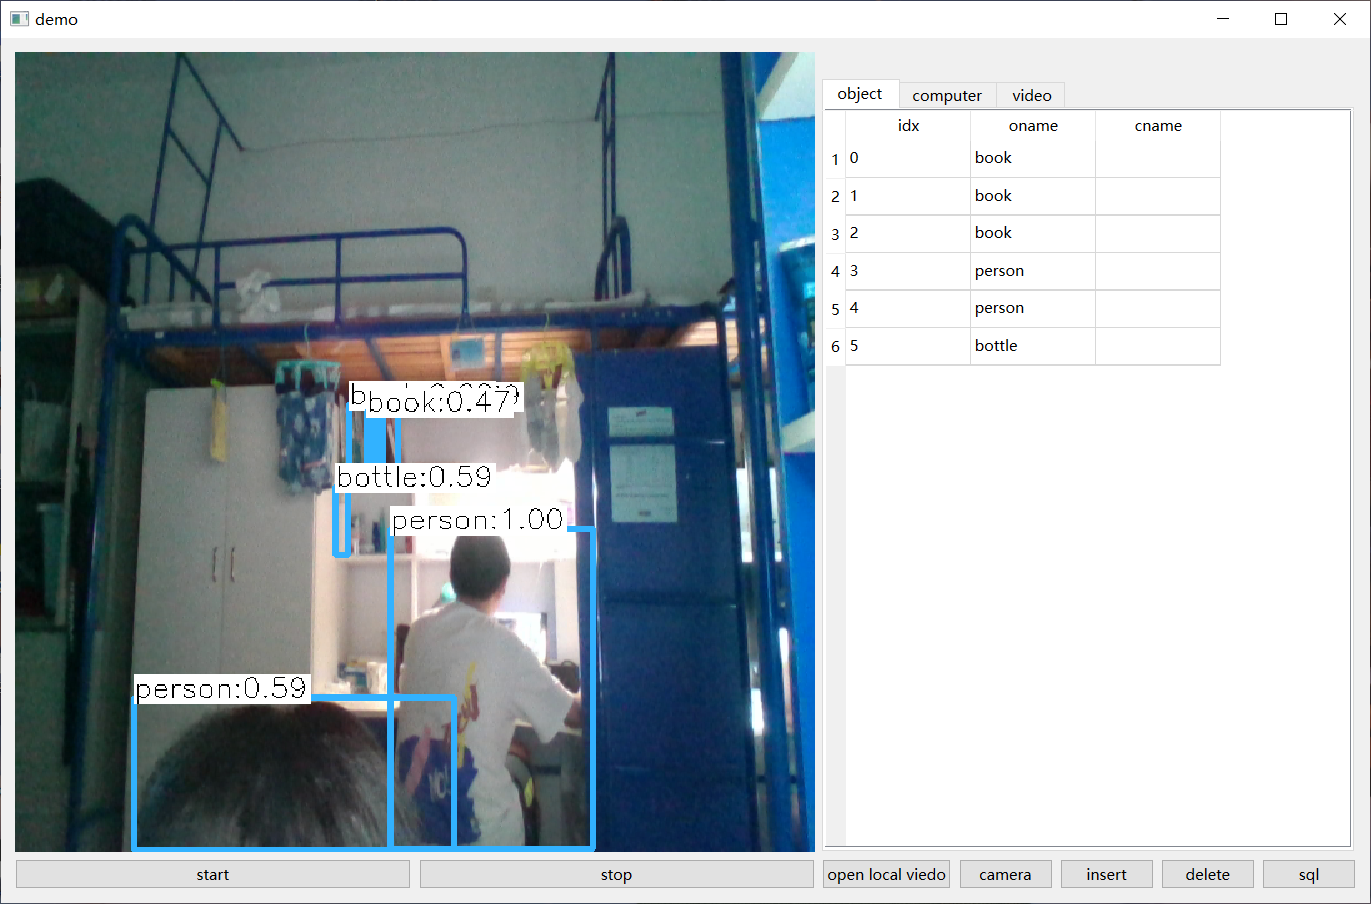 demo
object computer video
idx oname cname
1 0 book
2 1 book
3 2 book
4 3 person
5 4 person
6 5 bottle
book:0.47
bottle:0.59
person:1.00
person:0.59
start stop open local viedo camera insert delete sql